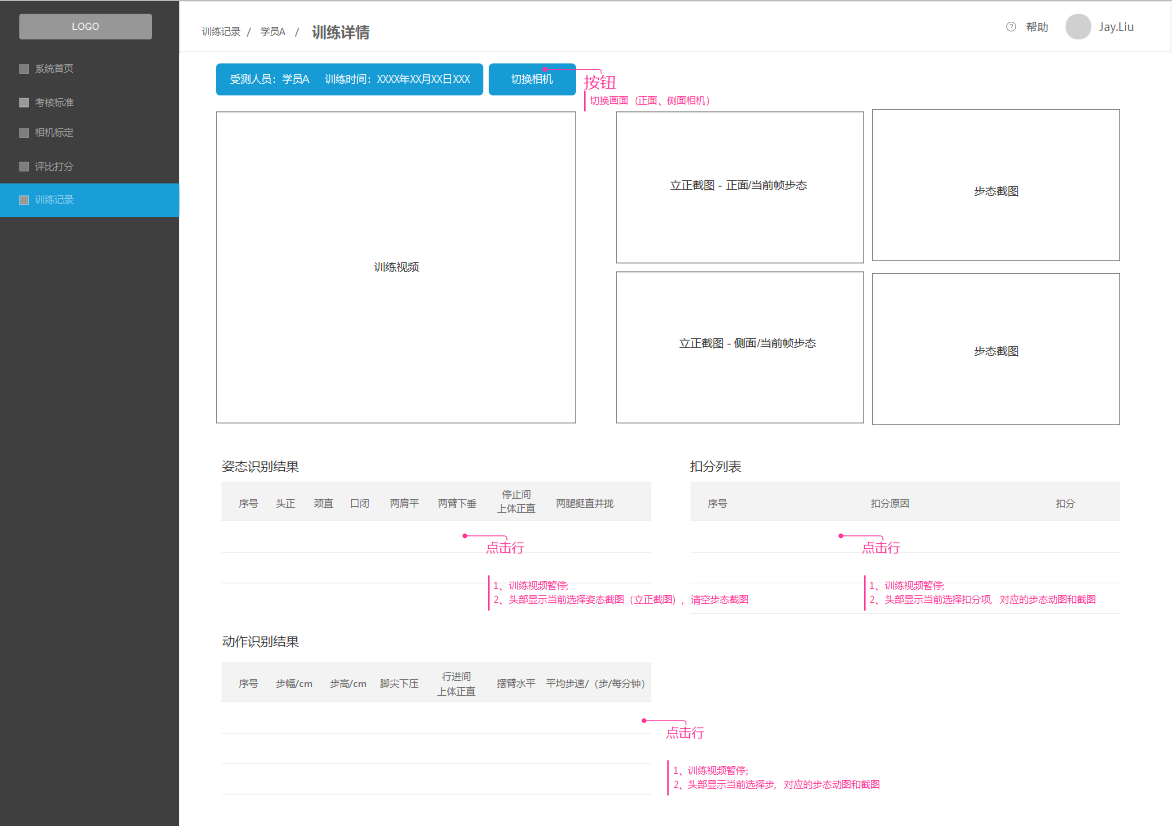 LOGO
系统首页
考核标准
相机标定
评比打分
训练记录
训练记录 / 学员A / 训练详情
帮助
Jay.Liu
受测人员：学员A 训练时间：XXXX年XX月XX日XXX
切换相机
按钮
切换画面（正面、侧面相机）
训练视频
立正截图 - 正面/当前帧步态
步态截图
立正截图 - 侧面/当前帧步态
步态截图
姿态识别结果
序号 头正 颈直 口闭 两肩平 两臂下垂 停止间 上体正直 两腿挺直并拢
点击行
1、训练视频暂停;
2、头部显示当前选择姿态截图（立正截图），清空步态截图
扣分列表
序号 扣分原因 扣分
点击行
1、训练视频暂停;
2、头部显示当前选择扣分项，对应的步态动图和截图
动作识别结果
序号 步幅/cm 步高/cm 脚尖下压 行进间 上体正直 摆臂水平 平均步速/（步/每分钟）
点击行
1、训练视频暂停;
2、头部显示当前选择步，对应的步态动图和截图